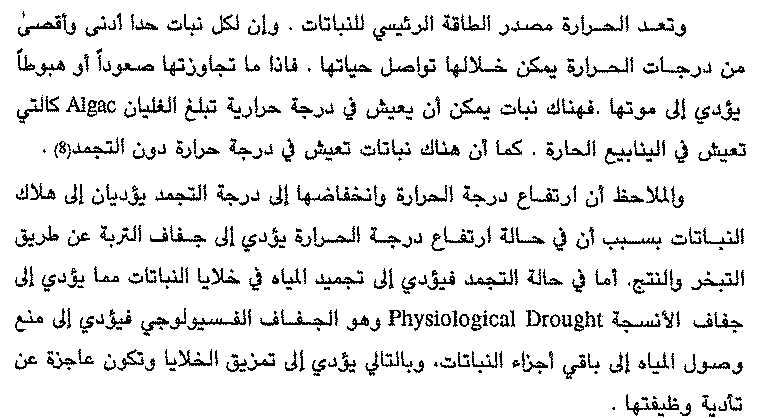 وتعد الحرارة مصدر الطاقة الرئيسي للنباتات . وإن لكل نبات حدا أدنى وأقصىٰ
من درجات الحرارة يمكن خلالها تواصل حياتها . فاذا ما تجاوزتها صعوداً أو هبوطاً
يؤدي إلى موتها .فهناك نبات يمكن أن يعيش في درجة حرارية تبلغ الغليان Algac كالتي
تعيش في الينابيع الحارة . كما أن هناك نباتات تعيش في درجة حرارة دون التجمد(8) .
والملاحظ أن ارتفاع درجة الحرارة وانخفاضها إلى درجة التجمد يؤديان إلى هلاك
النباتات بسبب أن في حالة ارتفاع درجة الحرارة يؤدي إلى جفاف التربة عن طريق
التبخر والنتج. أما في حالة التجمد فيؤدي إلى تجميد المياه في خلايا النباتات مما يؤدي إلى
جفاف الأنسجة Physiological Drought وهو الجفاف الفسيولوجي فيؤدي إلى منع
وصول المياه إلى باقي أجزاء النباتات، وبالتالي يؤدي إلى تمزيق الخلايا وتكون عاجزة عن
تأدية وظيفتها .